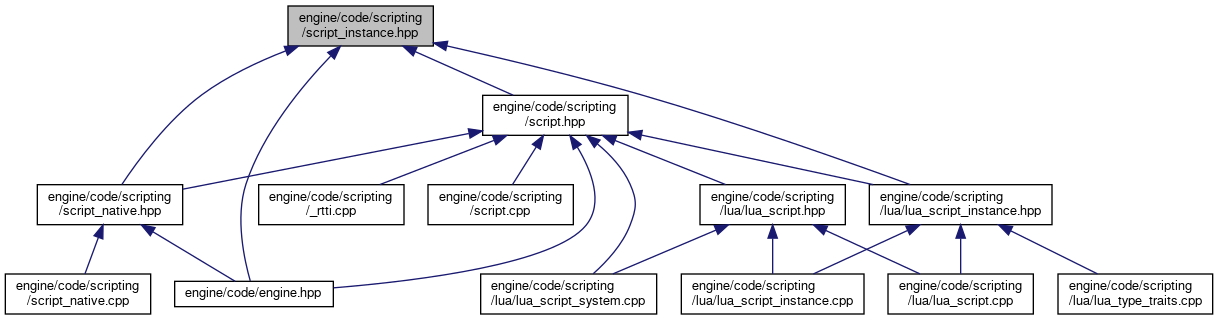 engine/code/scripting
/script_instance.hpp
engine/code/scripting
/script.hpp
engine/code/scripting
/script_native.hpp
engine/code/scripting
/_rtti.cpp
engine/code/scripting
/script.cpp
engine/code/scripting
/lua/lua_script.hpp
engine/code/scripting
/lua/lua_script_instance.hpp
engine/code/scripting
/script_native.cpp
engine/code/engine.hpp
engine/code/scripting
/lua/lua_script_system.cpp
engine/code/scripting
/lua/lua_script_instance.cpp
engine/code/scripting
/lua/lua_script.cpp
engine/code/scripting
/lua/lua_type_traits.cpp